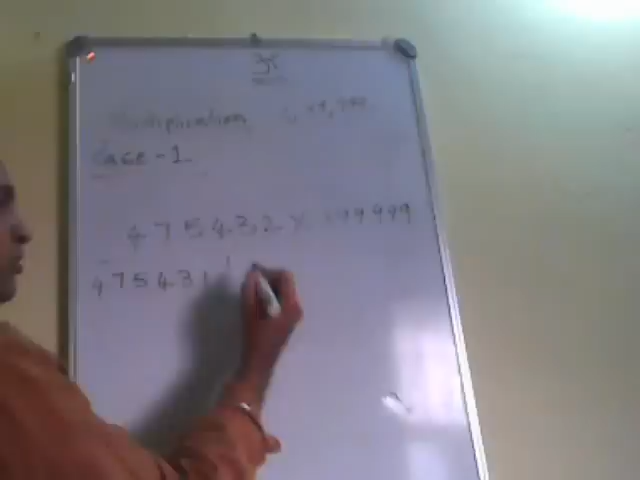 ॐ
Multiplication
Case - 1
475432 x 999999
475431